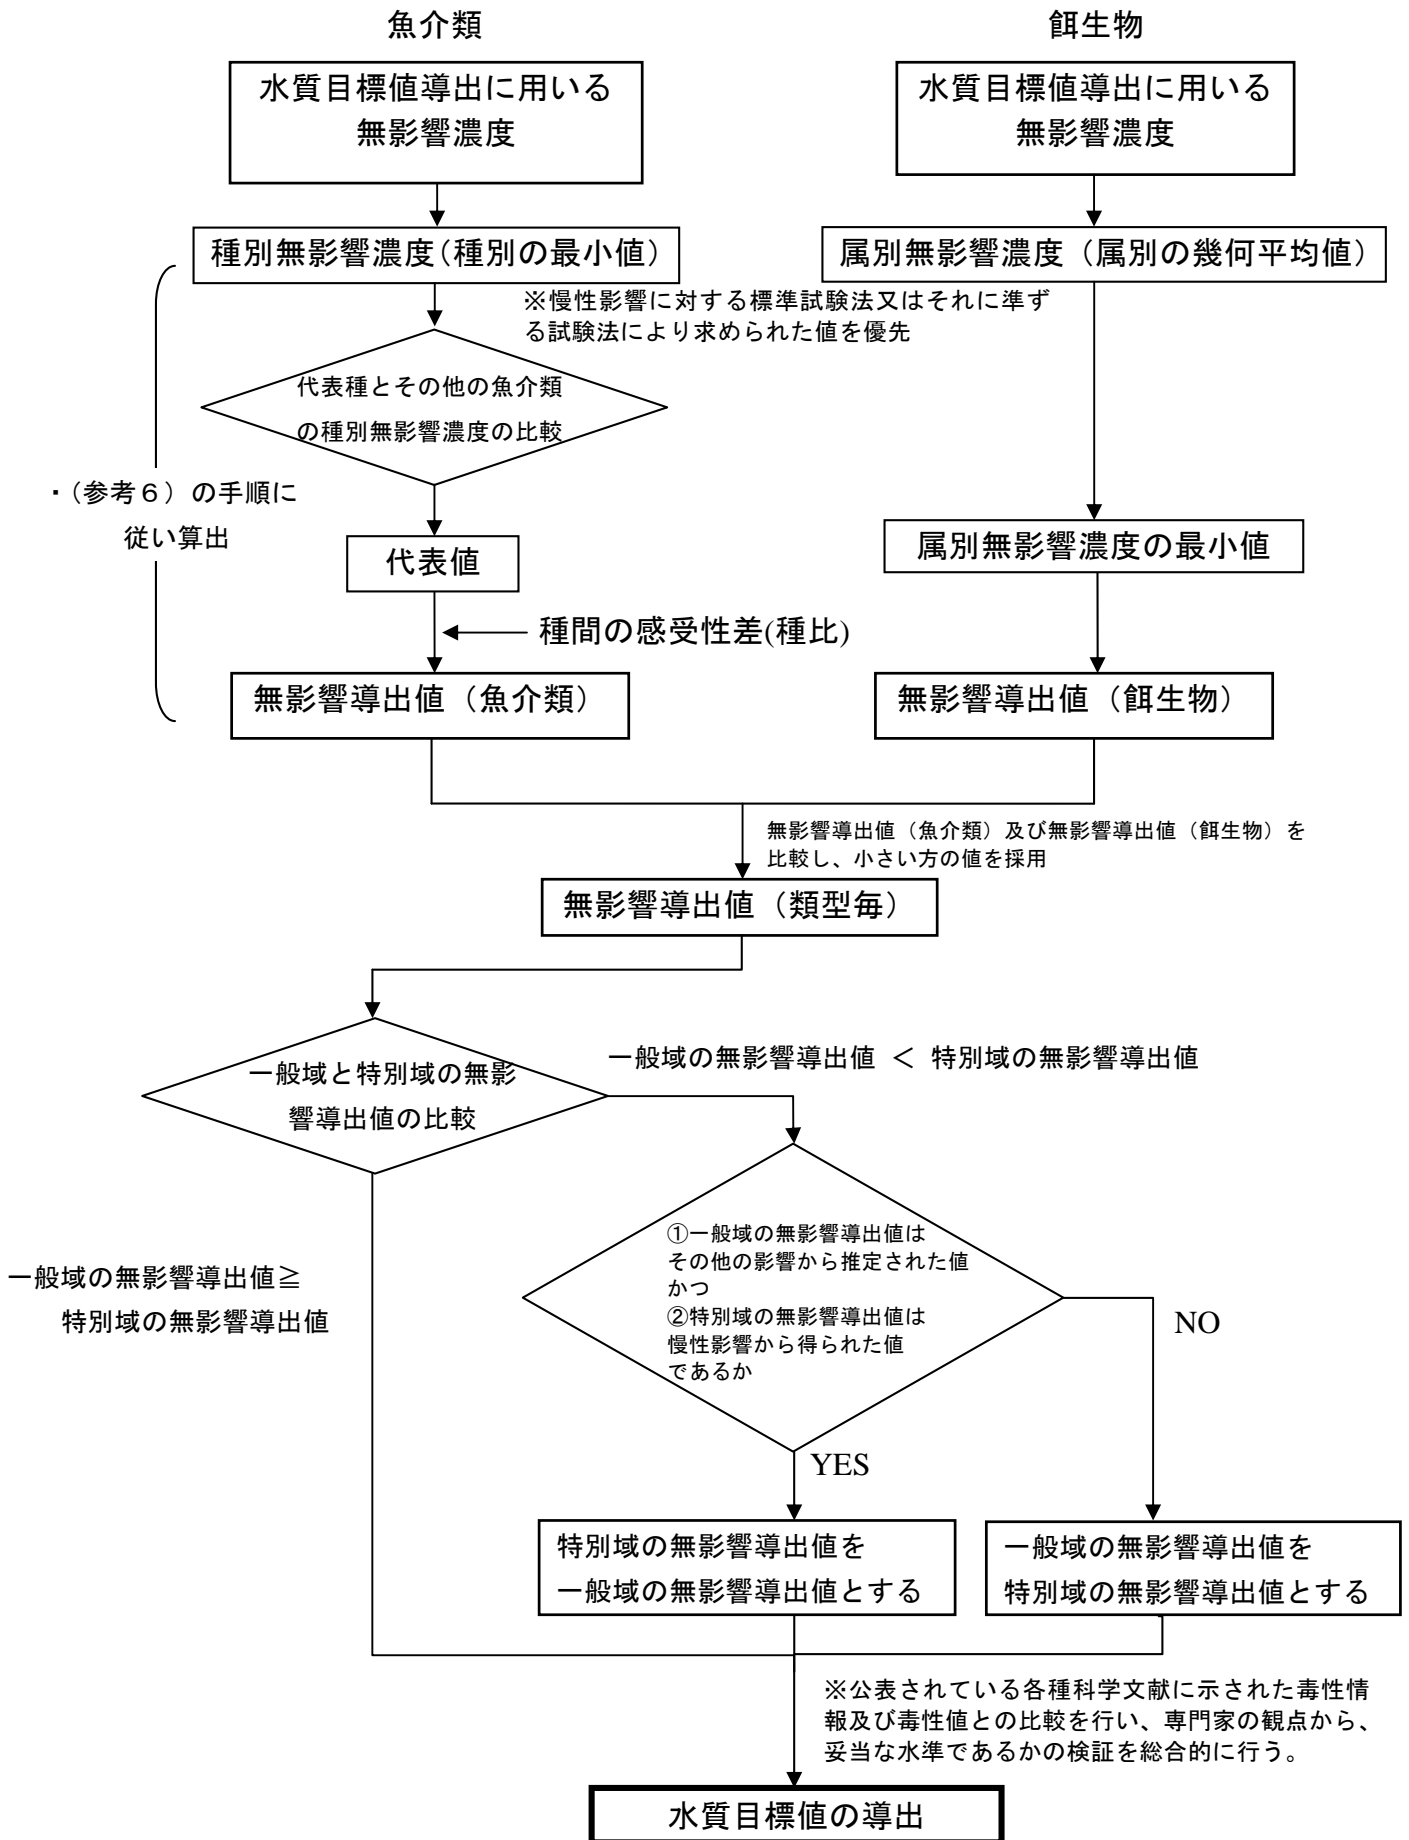 魚介類
餌生物
水質目標値導出に用いる
無影響濃度
水質目標値導出に用いる
無影響濃度
種別無影響濃度(種別の最小値)
属別無影響濃度（属別の幾何平均値）
※慢性影響に対する標準試験法又はそれに準ず
る試験法により求められた値を優先
代表種とその他の魚介類
の種別無影響濃度の比較
・（参考６）の手順に
従い算出
代表値
属別無影響濃度の最小値
種間の感受性差(種比)
無影響導出値（魚介類）
無影響導出値（餌生物）
無影響導出値（魚介類）及び無影響導出値（餌生物）を
比較し、小さい方の値を採用
無影響導出値（類型毎）
一般域と特別域の無影
響導出値の比較
一般域の無影響導出値 ＜ 特別域の無影響導出値
①一般域の無影響導出値は
その他の影響から推定された値
かつ
②特別域の無影響導出値は
慢性影響から得られた値
であるか
一般域の無影響導出値≧
特別域の無影響導出値
NO
YES
特別域の無影響導出値を
一般域の無影響導出値とする
一般域の無影響導出値を
特別域の無影響導出値とする
※公表されている各種科学文献に示された毒性情
報及び毒性値との比較を行い、専門家の観点から、
妥当な水準であるかの検証を総合的に行う。
水質目標値の導出